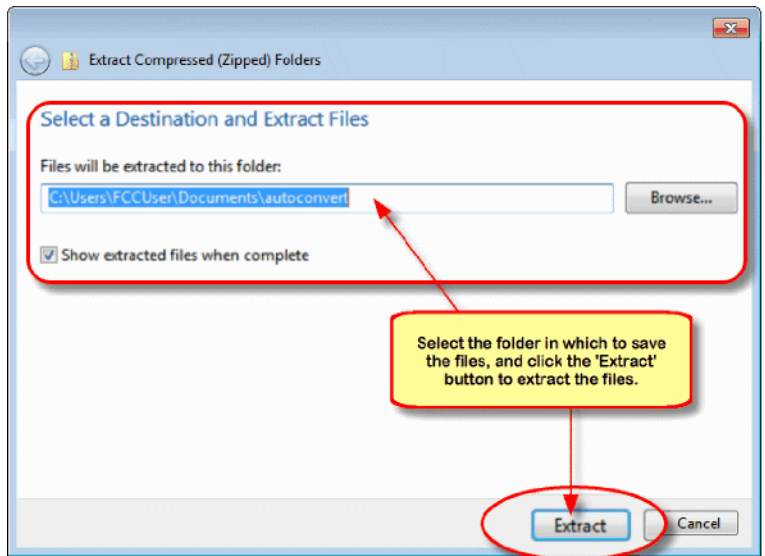 Extract Compressed (Zipped) Folders
Select a Destination and Extract Files
Files will be extracted to this folder:
C:\Users\FCCUser\Documents\autoconvert
Browse...
Show extracted files when complete
Select the folder in which to save
the files, and click the 'Extract'
button to extract the files.
Extract
Cancel